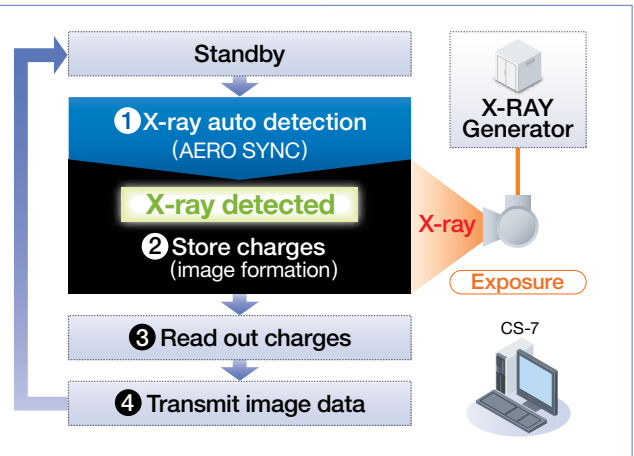 Standby
1 X-ray auto detection
(AERO SYNC)
X-ray detected
2 Store charges
(image formation)
3 Read out charges
4 Transmit image data
X-RAY
Generator
X-ray
Exposure
CS-7